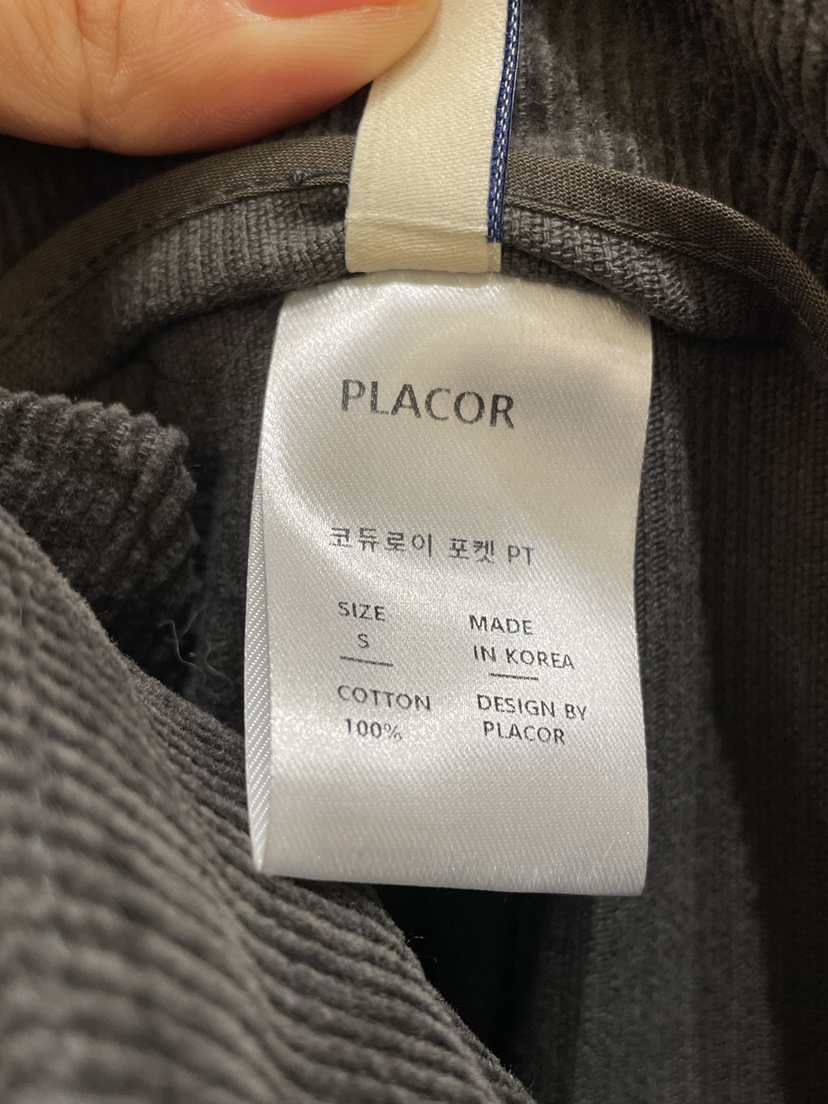 PLACOR
코듀로이 포켓 PT
SIZE
S
MADE
IN KOREA
COTTON
100%
DESIGN BY
PLACOR